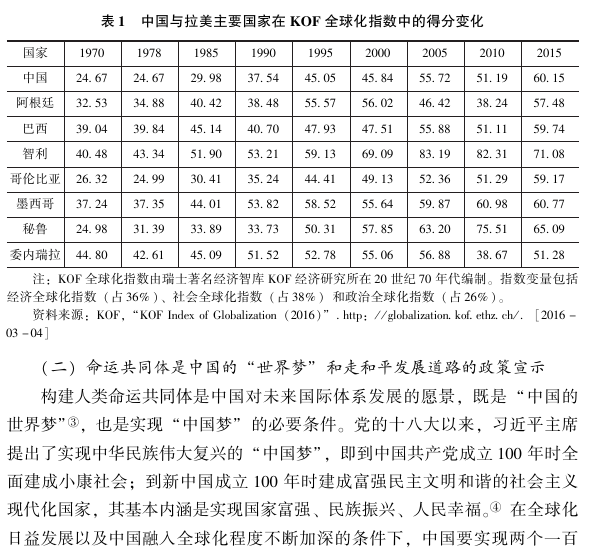 表 1 中国与拉美主要国家在 KOF 全球化指数中的得分变化
国家 1970 1978 1985 1990 1995 2000 2005 2010 2015
中国 24.67 24.67 29.98 37.54 45.05 45.84 55.72 51.19 60.15
阿根廷 32.53 34.88 40.42 38.48 55.57 56.02 46.42 38.24 57.48
巴西 39.04 39.84 45.14 40.70 47.93 47.51 55.88 51.11 59.74
智利 40.48 43.34 51.90 53.21 59.13 69.09 83.19 82.31 71.08
哥伦比亚 26.32 24.99 30.41 35.24 44.41 49.13 52.36 51.29 59.17
墨西哥 37.24 37.35 44.01 53.82 58.52 55.64 59.87 60.98 60.77
秘鲁 24.98 31.39 33.89 33.73 50.31 57.85 63.20 75.51 65.09
委内瑞拉 44.80 42.61 45.09 51.52 52.78 55.06 56.88 38.67 51.28
注：KOF 全球化指数由瑞士著名经济智库 KOF 经济研究所在 20 世纪 70 年代编制。指数变量包括
经济全球化指数（占 36%）、社会全球化指数（占 38%）和政治全球化指数（占 26%）。
资料来源：KOF，“KOF Index of Globalization (2016)”. http：//globalization. kof. ethz. ch/. [2016 -
03 - 04]
（二）命运共同体是中国的“世界梦”和走和平发展道路的政策宣示
构建人类命运共同体是中国对未来国际体系发展的愿景，既是“中国的
世界梦”③，也是实现“中国梦”的必要条件。党的十八大以来，习近平主席
提出了实现中华民族伟大复兴的“中国梦”，即到中国共产党成立 100 年时全
面建成小康社会；到新中国成立 100 年时建成富强民主文明和谐的社会主义
现代化国家，其基本内涵是实现国家富强、民族振兴、人民幸福。④ 在全球化
日益发展以及中国融入全球化程度不断加深的条件下，中国要实现两个一百